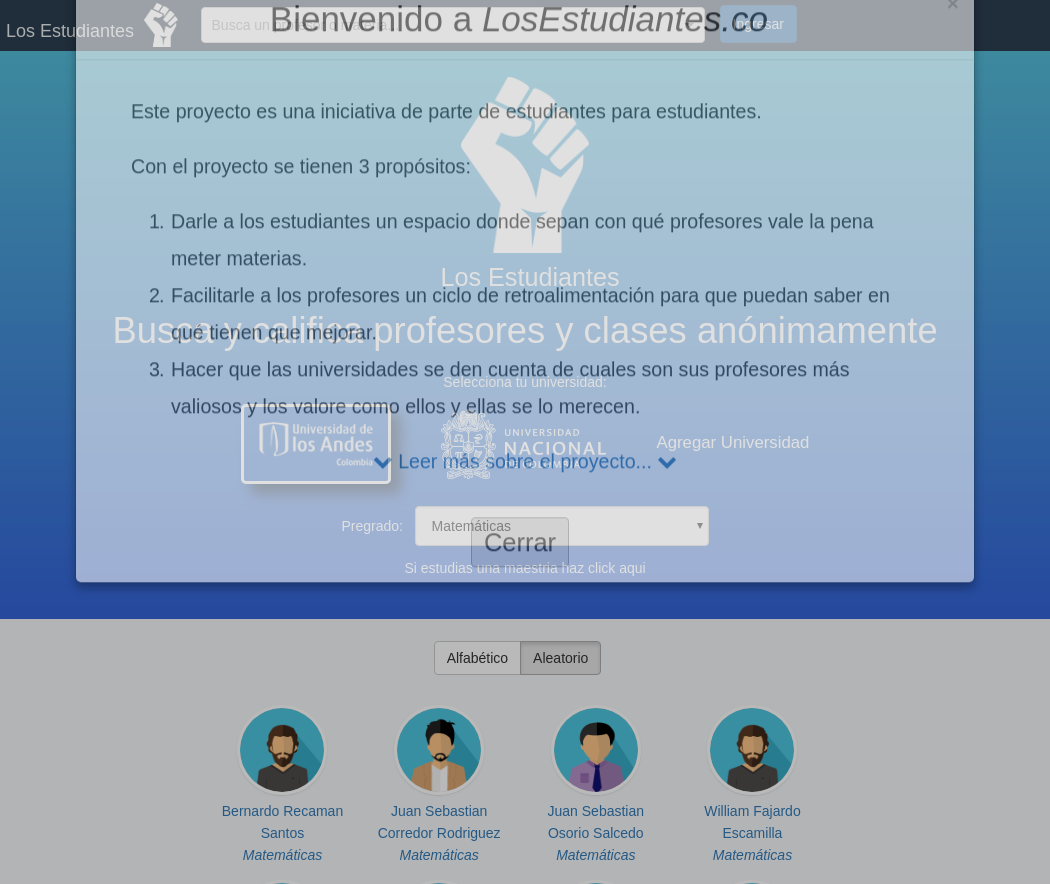 Los Estudiantes
Bienvenido a LosEstudiantes.co
×
Busca un
Ingresar
Este proyecto es una iniciativa de parte de estudiantes para estudiantes.
Con el proyecto se tienen 3 propósitos:
1. Darle a los estudiantes un espacio donde sepan con qué profesores vale la pena
meter materias.
Los Estudiantes
2. Facilitarle a los profesores un ciclo de retroalimentación para que puedan saber en
qué tienen que mejorar.
Busca y califica profesores y clases anónimamente
3. Hacer que las universidades se den cuenta de cuales son sus profesores más
valiosos y los valore como ellos y ellas se lo merecen.
Selecciona tu universidad:
Universidad de
los Andes
Colombia
UNIVERSIDAD
NACIONAL
DE COLOMBIA
Agregar Universidad
Leer más sobre el proyecto...
Pregrado:
Matemáticas
Cerrar
Si estudias una maestría haz click aqui
Alfabético
Aleatorio
Bernardo Recaman
Santos
Matemáticas
Juan Sebastian
Corredor Rodriguez
Matemáticas
Juan Sebastian
Osorio Salcedo
Matemáticas
William Fajardo
Escamilla
Matemáticas